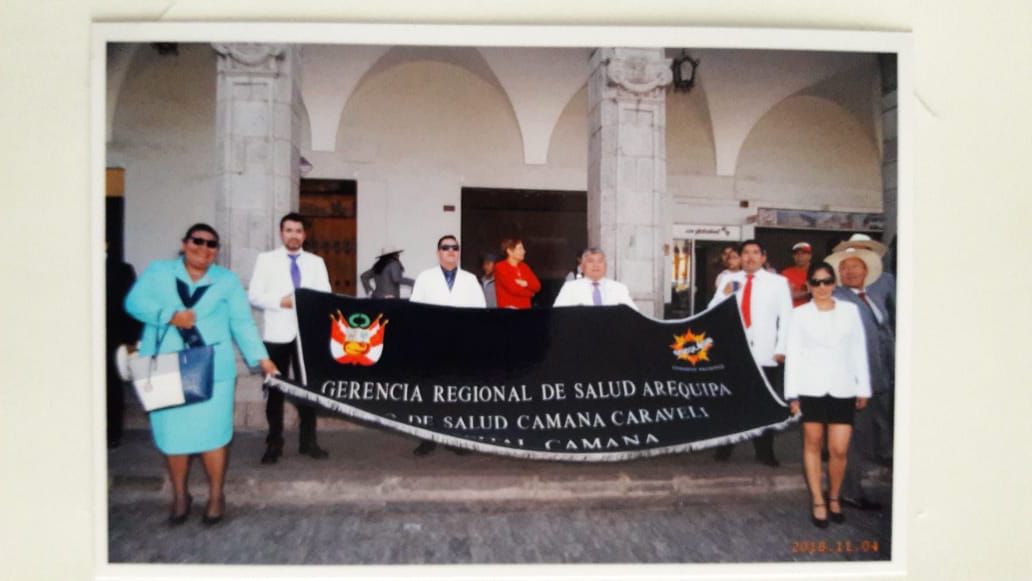 GERENCIA REGIONAL DE SALUD AREQUIPA
DE SALUD CAMANA CARAVELI
CAMANA
2018.11.04